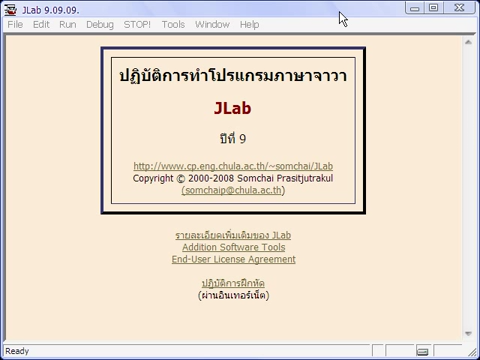 JLab 9.09.09.
File Edit Run Debug STOP! Tools Window Help
ปฏิบัติการทำโปรแกรมภาษาจาวา
JLab
ปีที่ 9
http://www.cp.eng.chula.ac.th/~somchai/JLab
Copyright © 2000-2008 Somchai Prasitjutrakul
(somchaip@chula.ac.th)
รายละเอียดเพิ่มเติมของ JLab
Addition Software Tools
End-User License Agreement
ปฏิบัติการฝึกหัด
(ผ่านอินเทอร์เน็ต)
Ready